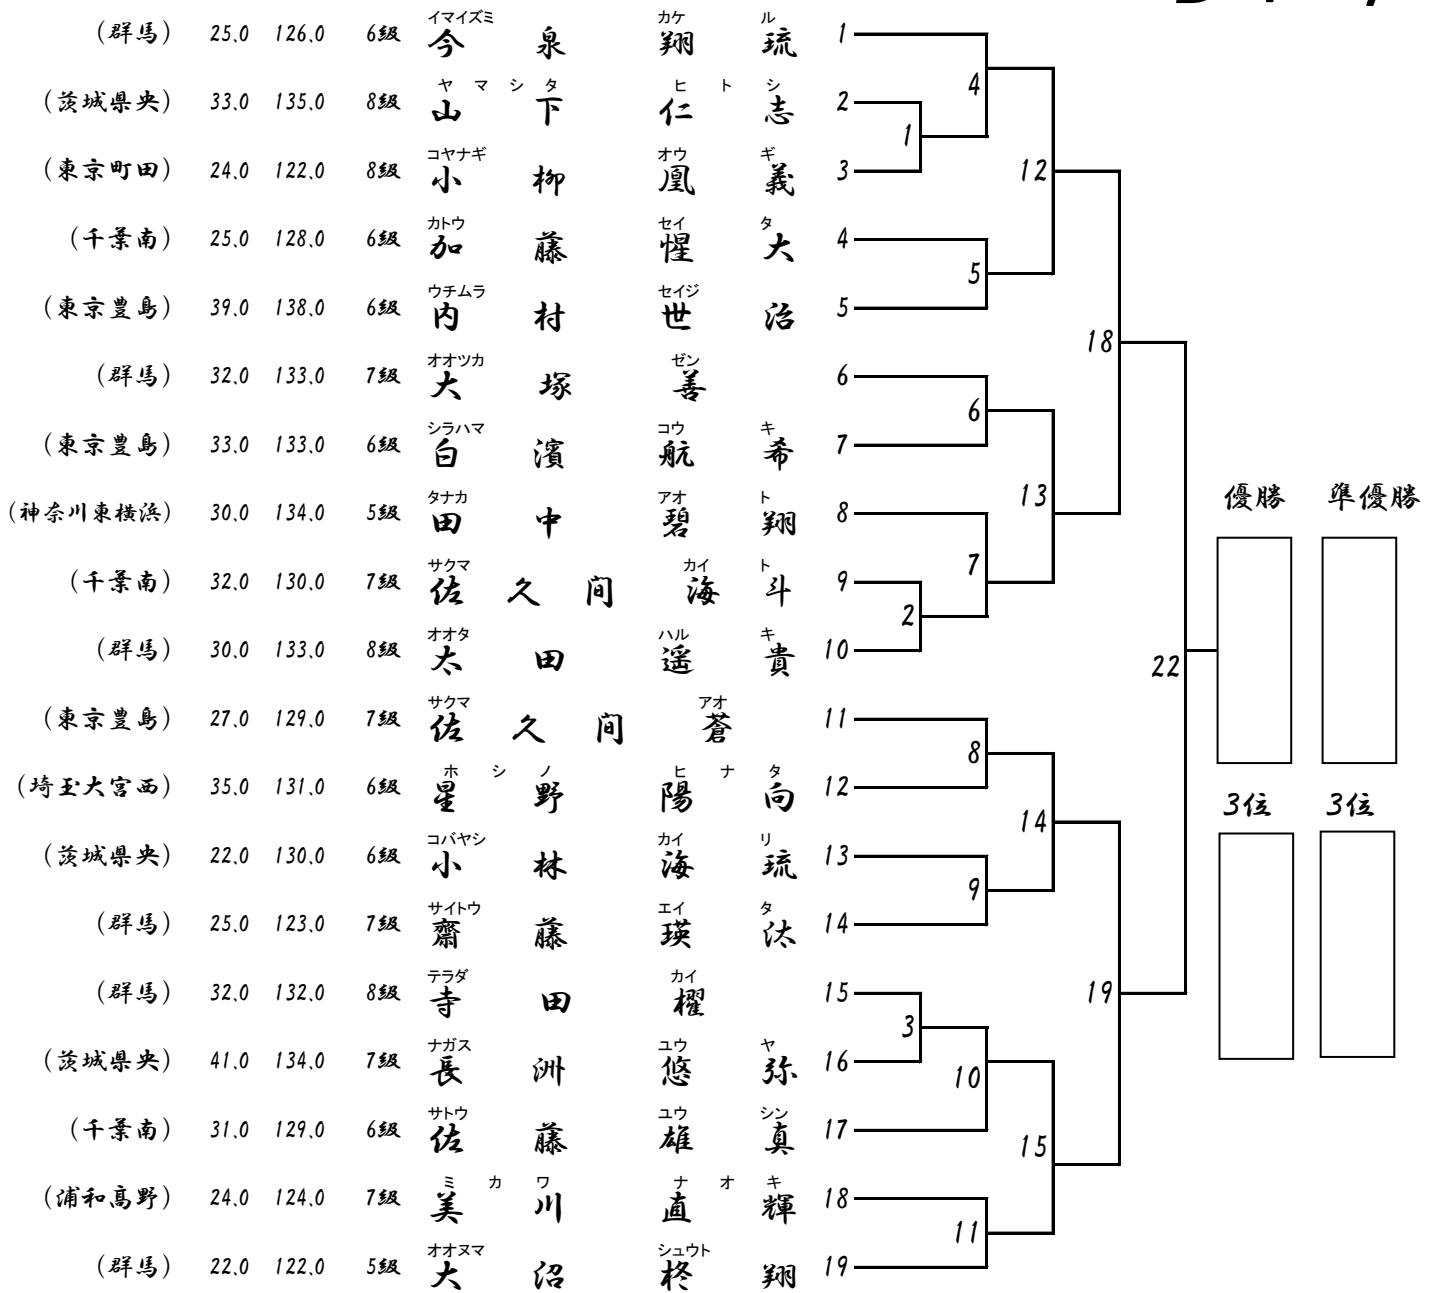 イマイズミ カケ ル
(群馬) 25.0 126.0 6級 今泉 翔琉 1
ヤマシタ ヒトシ
(茨城県央) 33.0 135.0 8級 山下 仁志 2
コヤナギ オウ ギ
(東京町田) 24.0 122.0 8級 小柳 凰義 3
カトウ セイ タ
(千葉南) 25.0 128.0 6級 加藤 惺大 4
ウチムラ セイジ
(東京豊島) 39.0 138.0 6級 内村 世治 5
オオツカ ゼン
(群馬) 32.0 133.0 7級 大塚 善 6
シラハマ コウ キ
(東京豊島) 33.0 133.0 6級 白濱 航希 7
タナカ アオ ト
(神奈川東横浜) 30.0 134.0 5級 田中 碧翔 8
サクマ カイ ト
(千葉南) 32.0 130.0 7級 佐久間 海斗 9
オオタ ハル キ
(群馬) 30.0 133.0 8級 太田 遥貴 10
サクマ アオ
(東京豊島) 27.0 129.0 7級 佐久間 蒼 11
ホシノ ヒナタ
(埼玉大宮西) 35.0 131.0 6級 星野 陽向 12
コバヤシ カイ リ
(茨城県央) 22.0 130.0 6級 小林 海琉 13
サイトウ エイ タ
(群馬) 25.0 123.0 7級 齋藤 瑛汰 14
テラダ カイ
(群馬) 32.0 132.0 8級 寺田 櫂 15
ナガス ユウ ヤ
(茨城県央) 41.0 134.0 7級 長洲 悠弥 16
サトウ ユウ シン
(千葉南) 31.0 129.0 6級 佐藤 雄真 17
ミカワ ナオキ
(浦和高野) 24.0 124.0 7級 美川 直輝 18
オオヌマ シュウト
(群馬) 22.0 122.0 5級 大沼 柊翔 19
1
2
3
4
5
6
7
8
9
10
11
12
13
14
15
18
19
22
優勝 準優勝
3位 3位